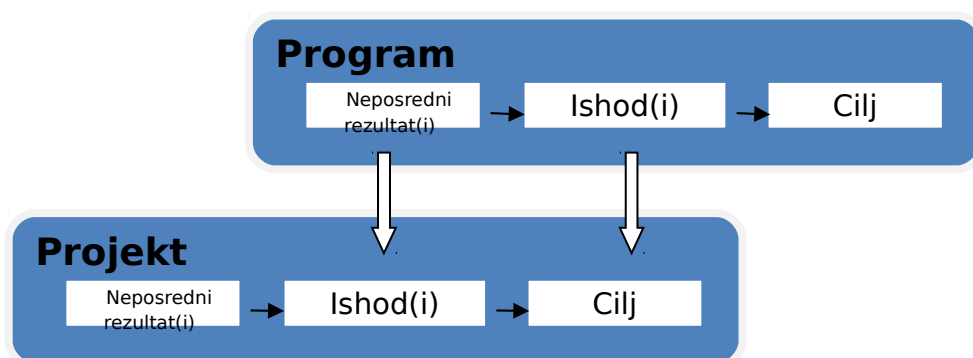 Program
Neposredni
rezultat(i)
Ishod(i)
Cilj
Projekt
Neposredni
rezultat(i)
Ishod(i)
Cilj